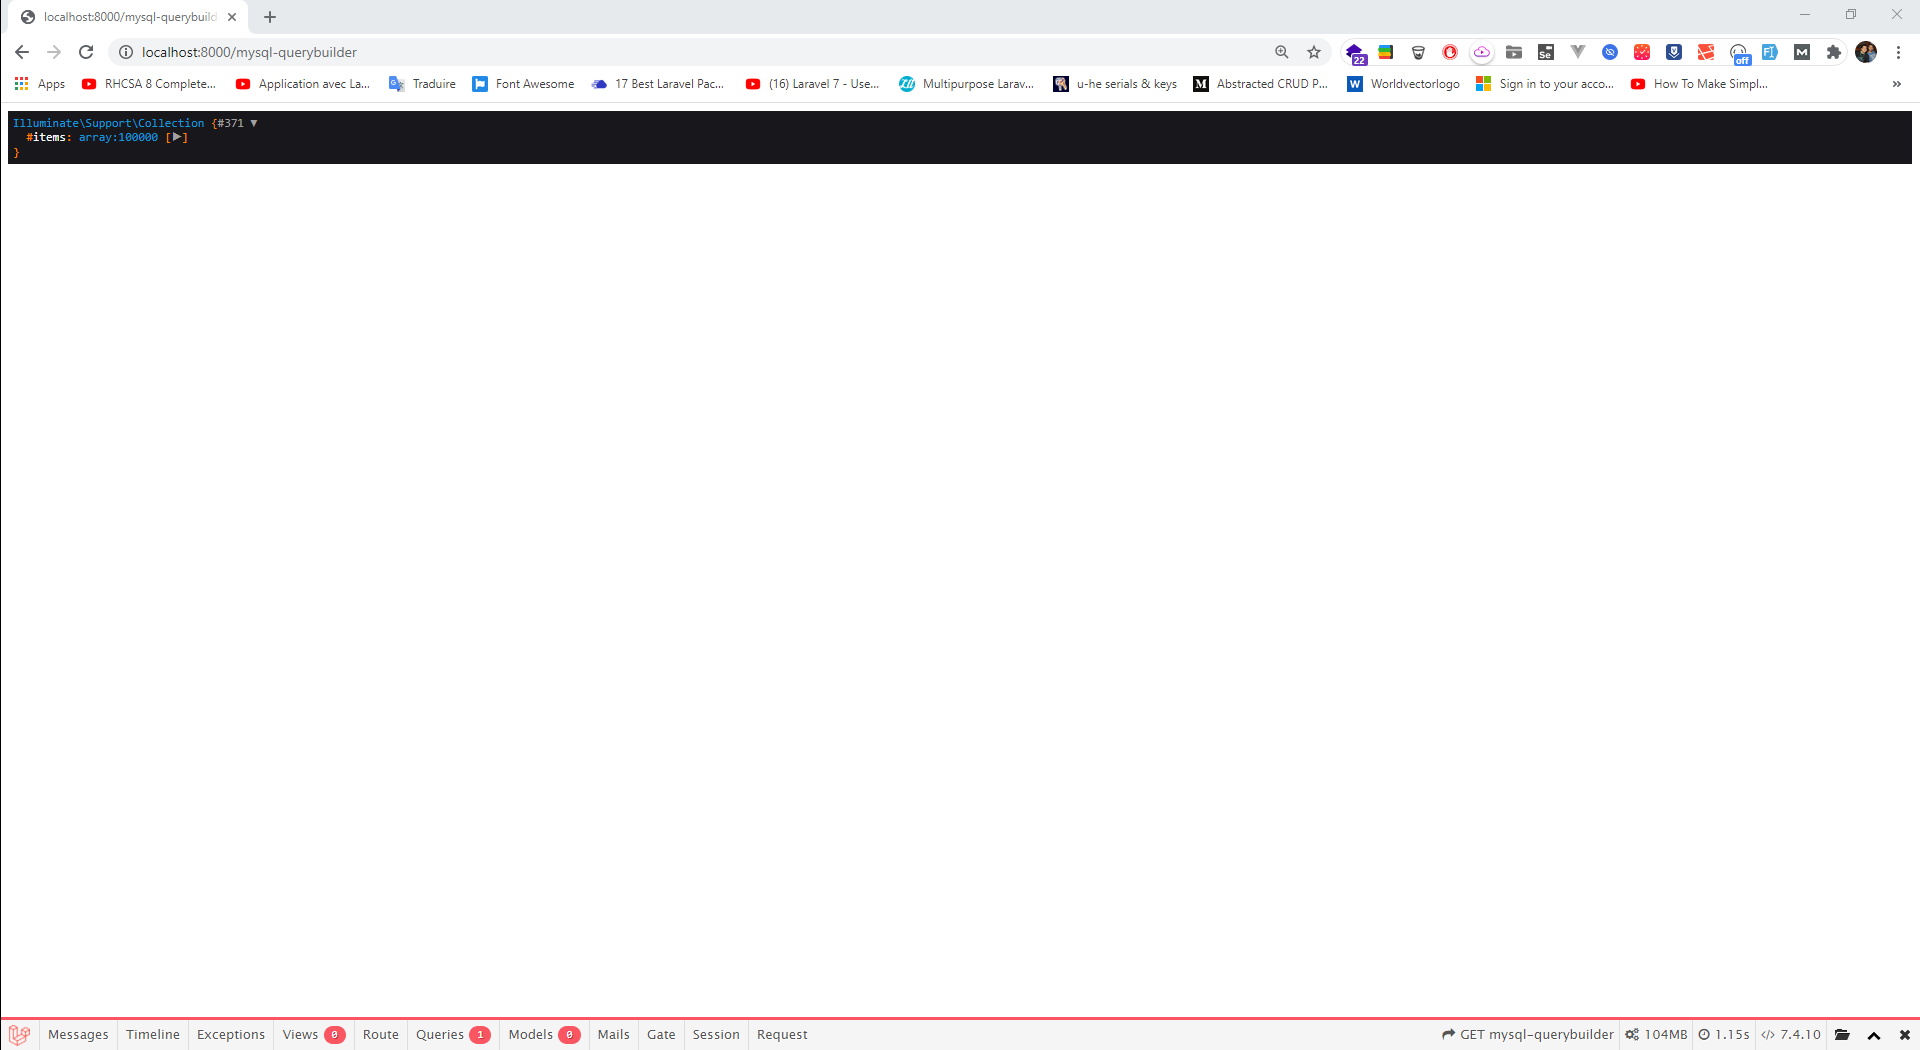 localhost:8000/mysql-querybuild
localhost:8000/mysql-querybuilder
22
Se
off
Apps
RHCSA 8 Complete...
Application avec La...
Traduire
Font Awesome
17 Best Laravel Pac...
(16) Laravel 7 - Use...
Multipurpose Larav...
u-he serials & keys
Abstracted CRUD P...
Worldvectorlogo
Sign in to your acco...
How To Make Simpl...
»
Illuminate\Support\Collection {#371 ▼
#items: array:100000 [▶]
}
Messages Timeline Exceptions Views 0 Route Queries 1 Models 0 Mails Gate Session Request GET mysql-querybuilder 104MB 1.15s </> 7.4.10